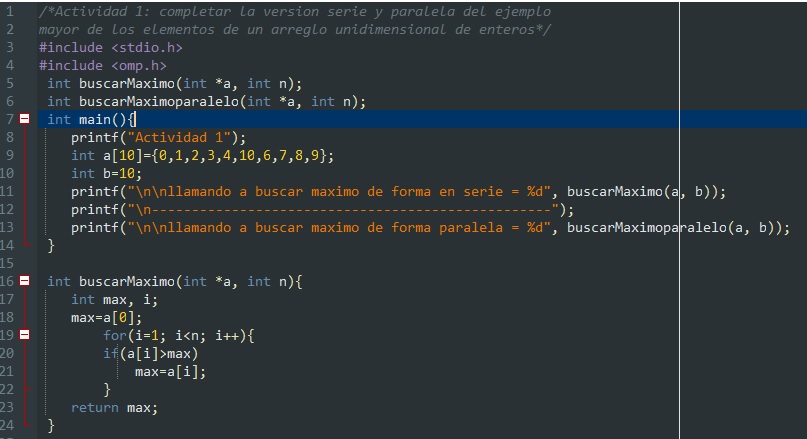 1 /*Actividad 1: completar la version serie y paralela del ejemplo
2 mayor de los elementos de un arreglo unidimensional de enteros*/
3 #include <stdio.h>
4 #include <omp.h>
5 int buscarMaximo(int *a, int n);
6 int buscarMaximoparalelo(int *a, int n);
7 int main(){
8 printf("Actividad 1");
9 int a[10]={0,1,2,3,4,10,6,7,8,9};
10 int b=10;
11 printf("\n\nllamando a buscar maximo de forma en serie = %d", buscarMaximo(a, b));
12 printf("\n--------------------------------------------------");
13 printf("\n\nllamando a buscar maximo de forma paralela = %d", buscarMaximoparalelo(a, b));
14 }
15
16 int buscarMaximo(int *a, int n){
17 int max, i;
18 max=a[0];
19 for(i=1; i<n; i++){
20 if(a[i]>max)
21 max=a[i];
22 }
23 return max;
24 }